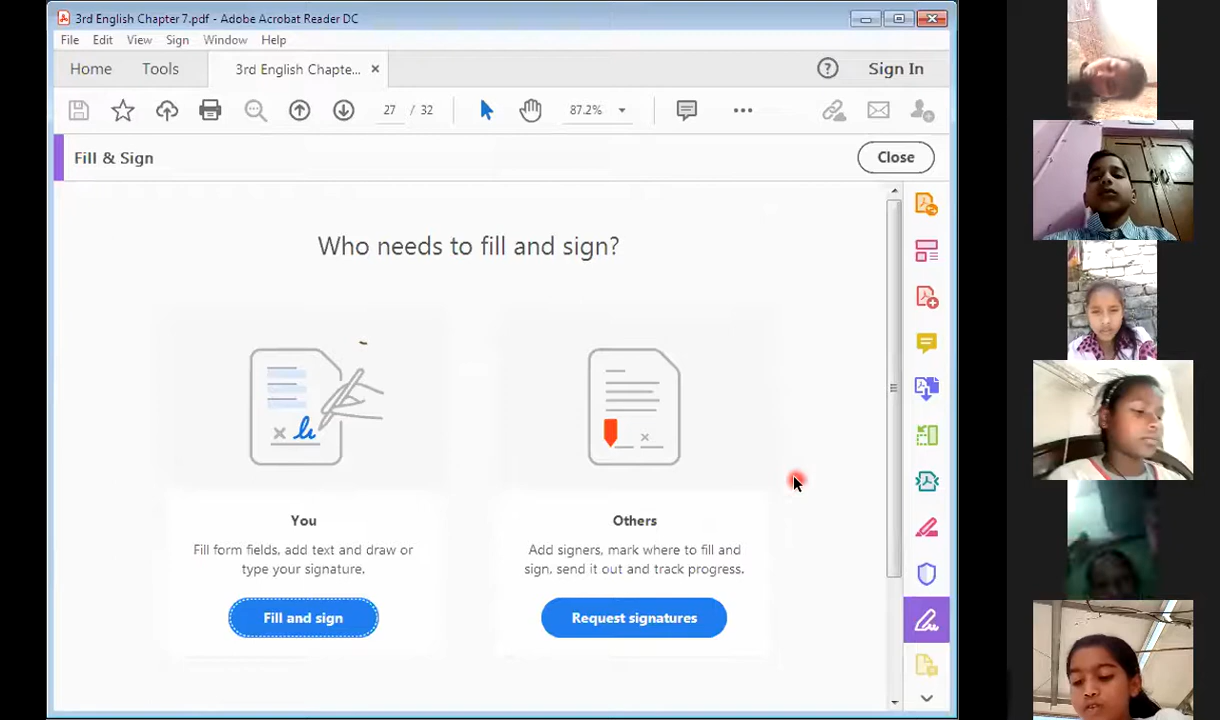 3rd English Chapter 7.pdf - Adobe Acrobat Reader DC
File Edit View Sign Window Help
Home Tools 3rd English Chapte... Sign In
27 / 32 87.2%
Fill & Sign Close
Who needs to fill and sign?
You
Fill form fields, add text and draw or
type your signature.
Fill and sign
Others
Add signers, mark where to fill and
sign, send it out and track progress.
Request signatures